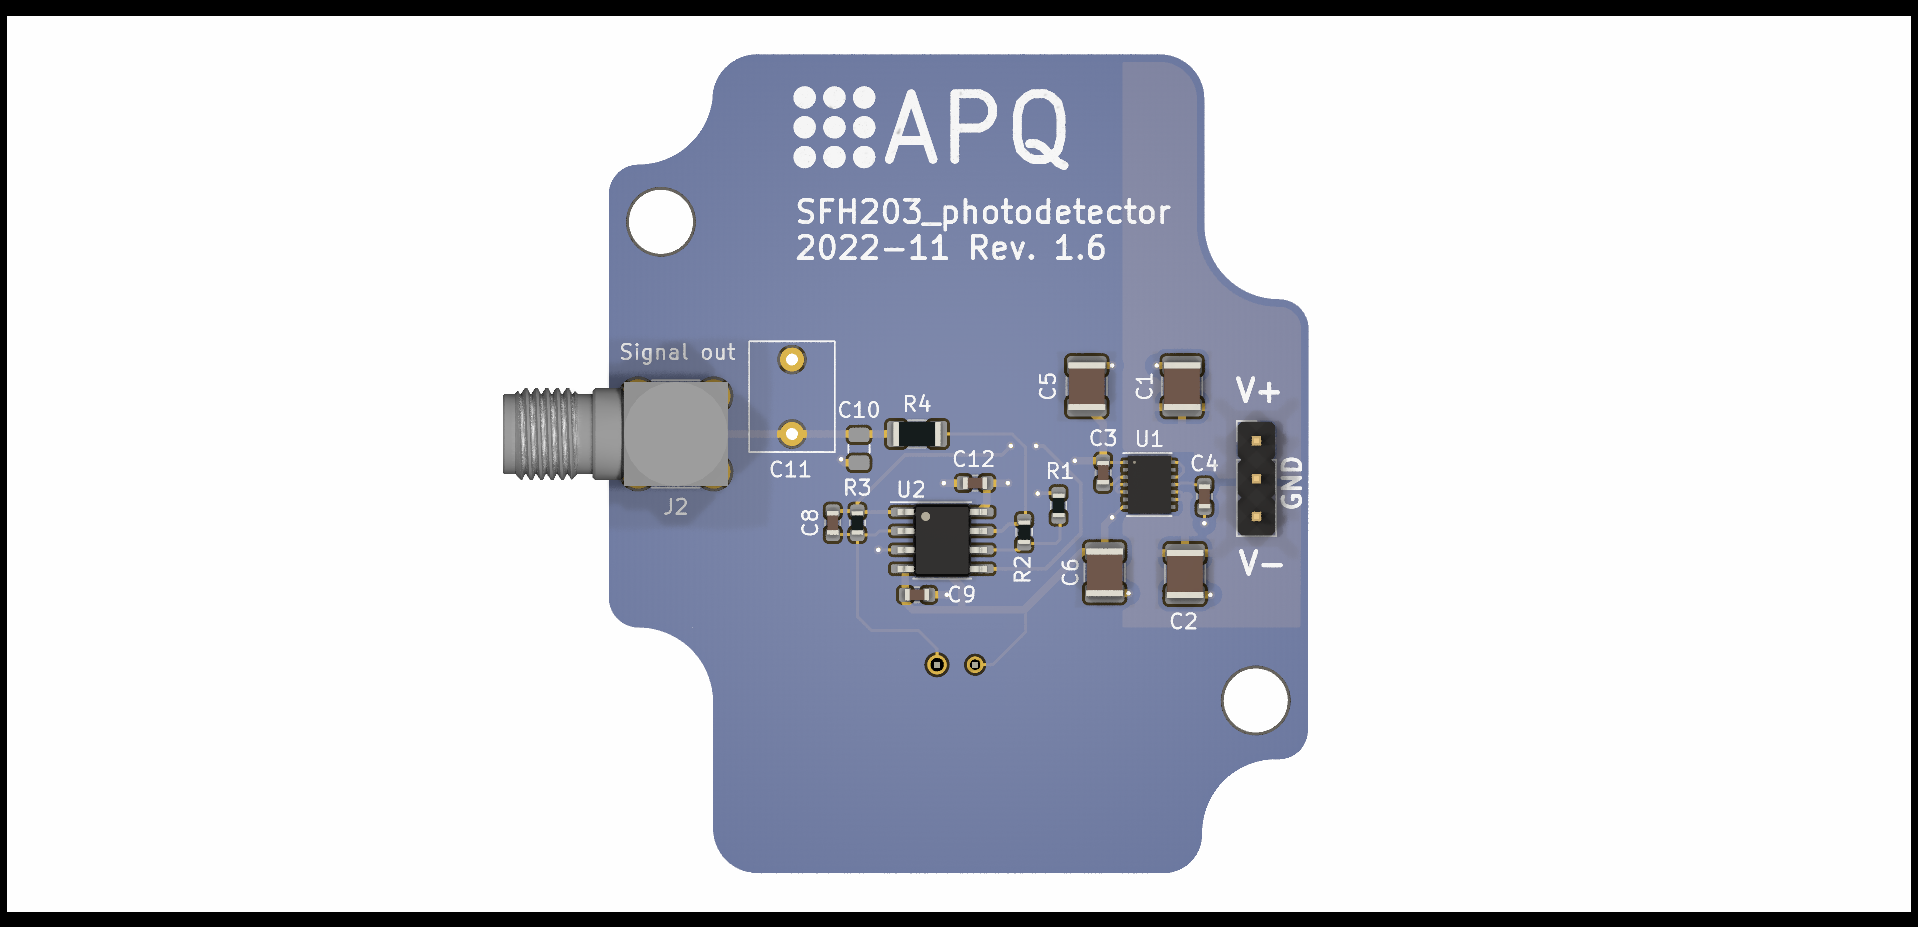 APQ
SFH203_photodetector
2022-11 Rev. 1.6
Signal out
C5
C1
V+
C10
R4
C11
C3
U1
C12
R1
C4
GND
J2
R3
U2
C8
R2
C6
V-
C9
C2